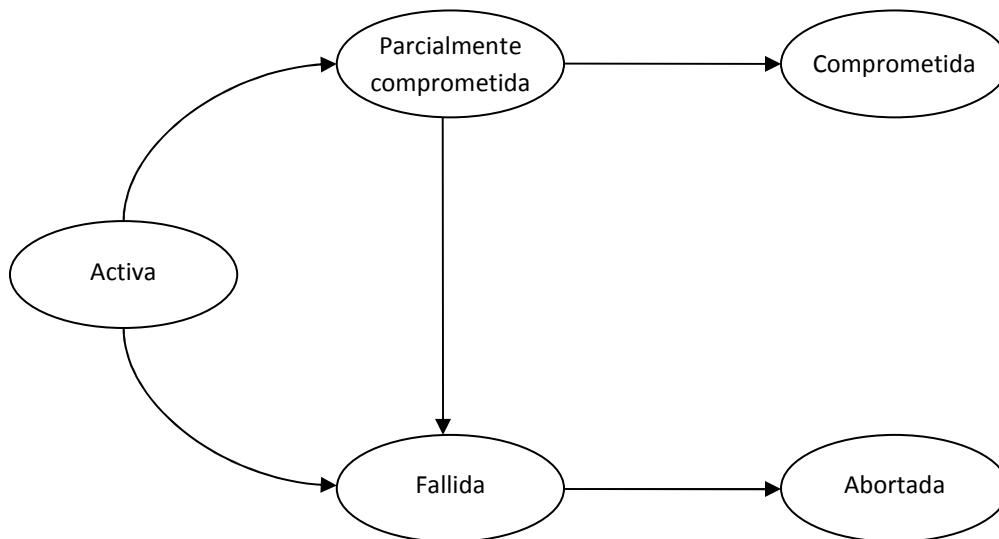 Parcialmente
comprometida
Comprometida
Activa
Fallida
Abortada